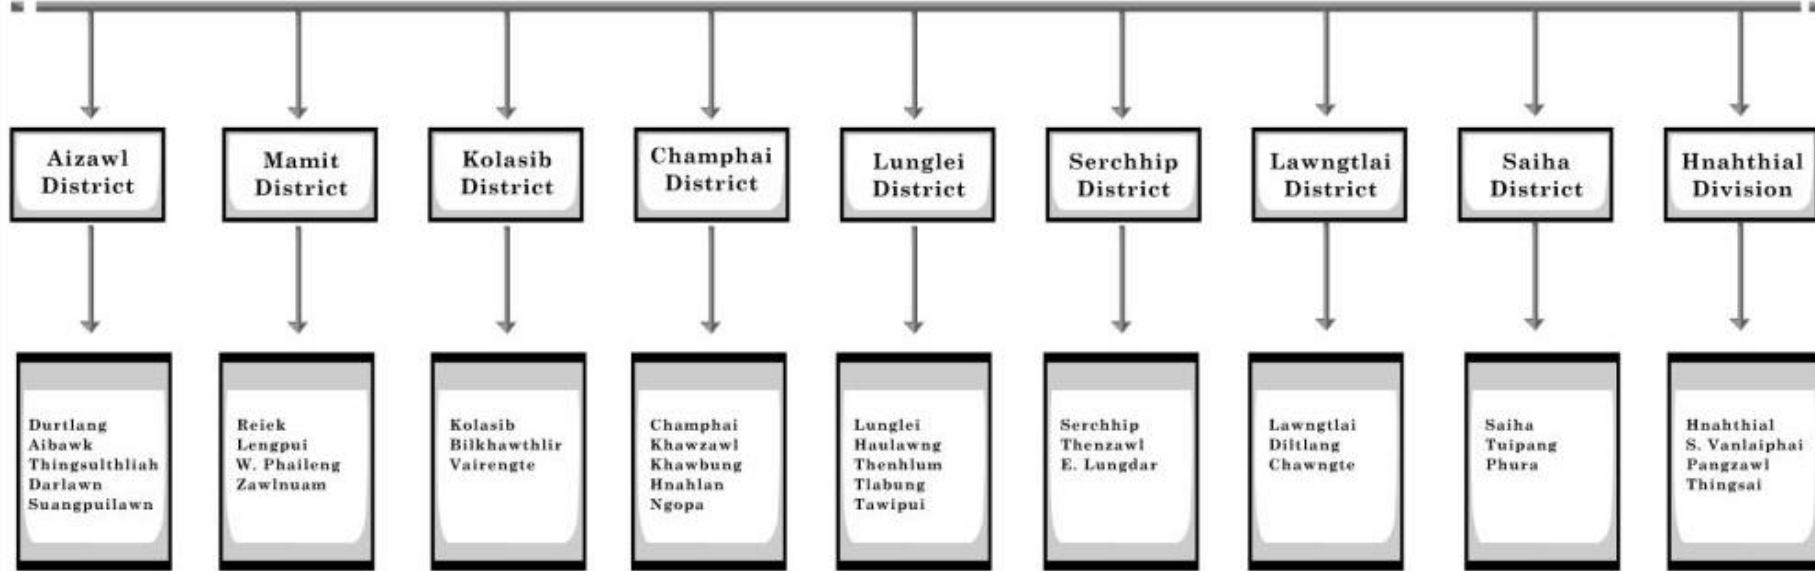 Aizawl
District
Mamit
District
Kolasib
District
Champhai
District
Lunglei
District
Serchhip
District
Lawngtlai
District
Saiha
District
Hnahthial
Division
Durtlang
Aibawk
Thingsulthliah
Darlawn
Suangpuilawn
Reiek
Lengpui
W. Phaileng
Zawlnuam
Kolasib
Bilkhawthlir
Vairengte
Champhai
Khawzawl
Khawbung
Hnahlan
Ngopa
Lunglei
Haulawng
Thenhlum
Tlabung
Tawipui
Serchhip
Thenzawl
E. Lungdar
Lawngtlai
Diltlang
Chawngte
Saiha
Tuipang
Phura
Hnahthial
S. Vanlaiphai
Pangzawl
Thingsai